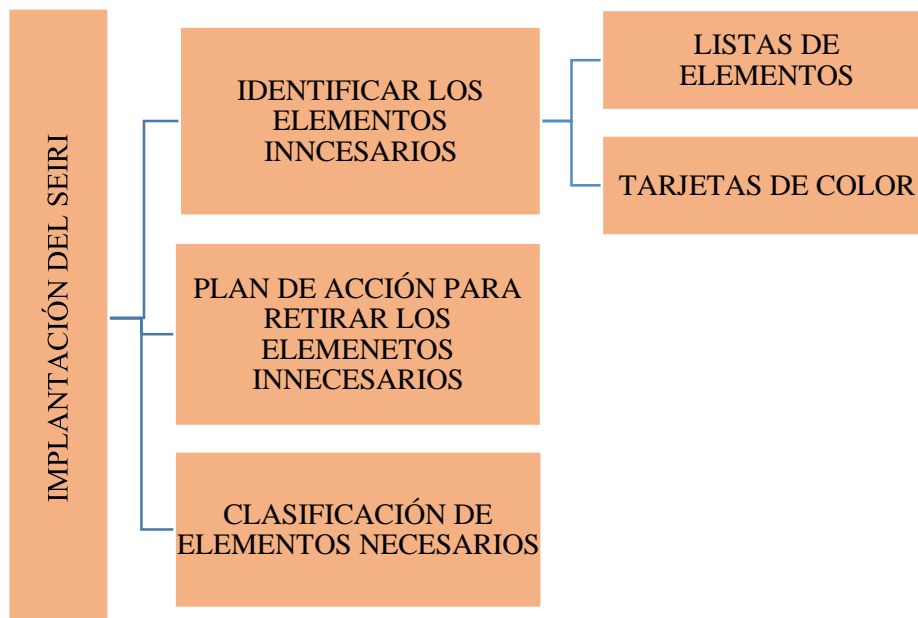 IMPLANTACIÓN DEL SEIRI
IDENTIFICAR LOS
ELEMENTOS
INNCESARIOS
LISTAS DE
ELEMENTOS
TARJETAS DE COLOR
PLAN DE ACCIÓN PARA
RETIRAR LOS
ELEMENETOS
INNECESARIOS
CLASIFICACIÓN DE
ELEMENTOS NECESARIOS